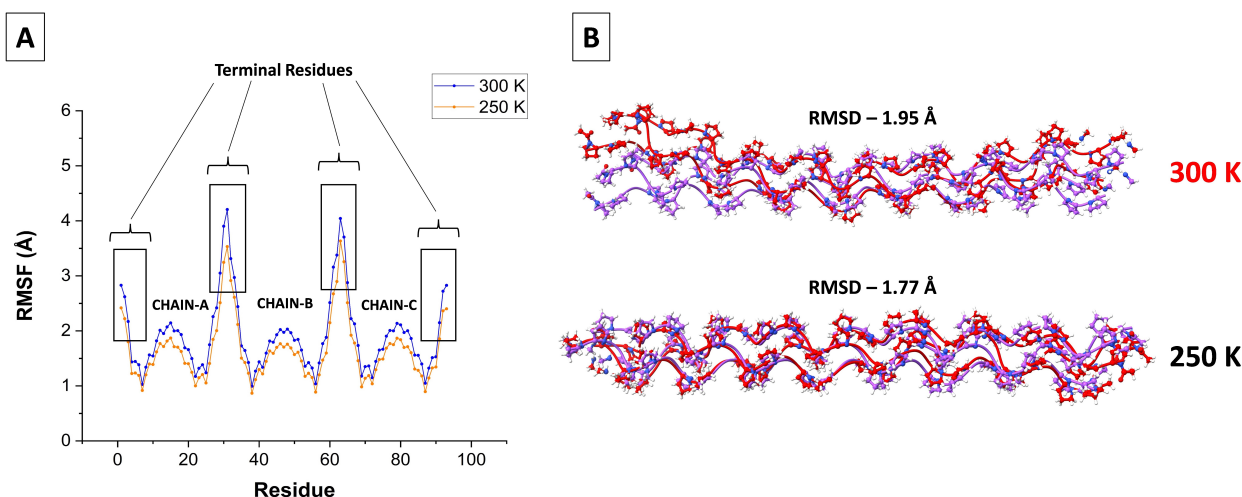 A
Terminal Residues
300 K
250 K
6
5
4
3
2
1
0
RMSF (Å)
CHAIN-A
CHAIN-B
CHAIN-C
0
20
40
60
80
100
Residue
B
RMSD – 1.95 Å
300 K
RMSD – 1.77 Å
250 K